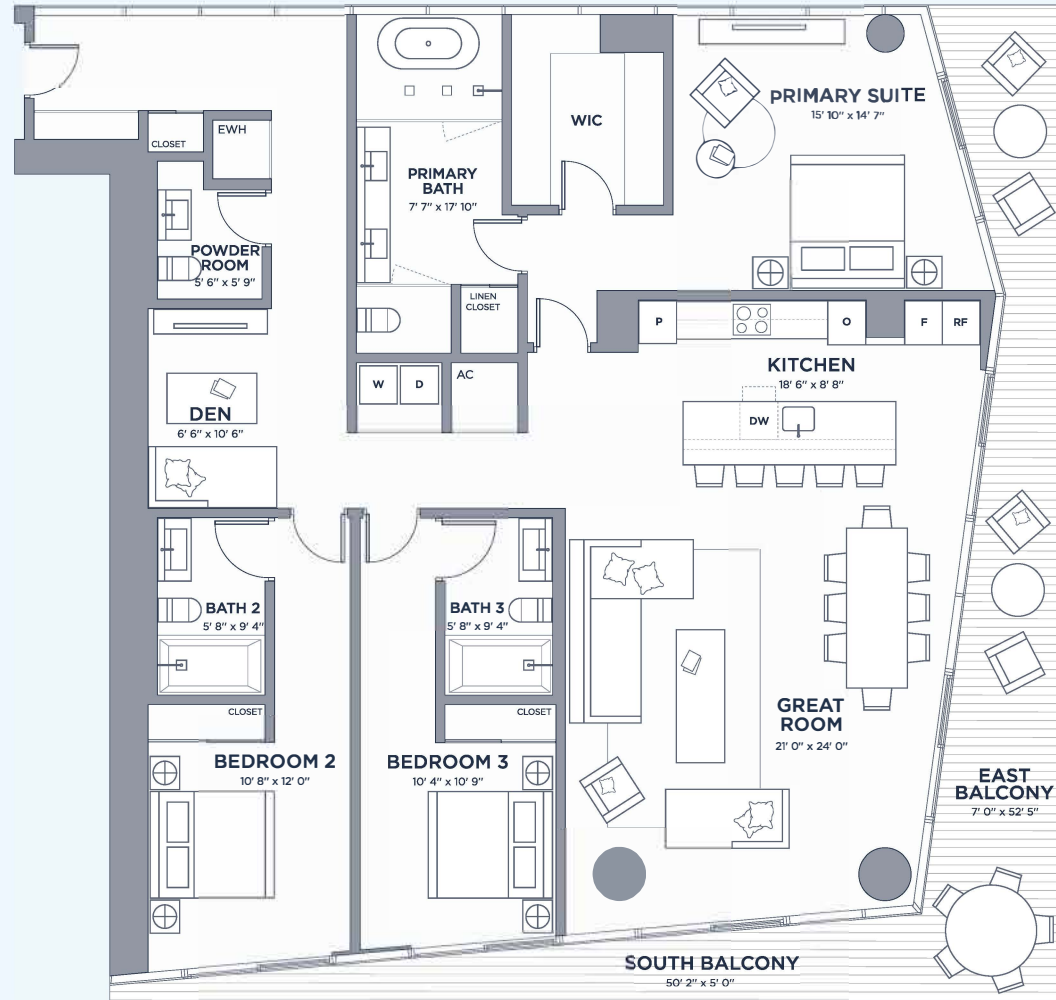 PRIMARY SUITE
15' 10" x 14' 7"
WIC
EWH
CLOSET
PRIMARY
BATH
7' 7" x 17' 10"
POWDER
ROOM
5' 6" x 5' 9"
LINEN
CLOSET
P
O
F
RF
KITCHEN
18' 6" x 8' 8"
W
D
AC
DEN
6' 6" x 10' 6"
DW
BATH 2
5' 8" x 9' 4"
BATH 3
5' 8" x 9' 4"
CLOSET
CLOSET
GREAT
ROOM
21' 0" x 24' 0"
BEDROOM 2
10' 8" x 12' 0"
BEDROOM 3
10' 4" x 10' 9"
EAST
BALCONY
7' 0" x 52' 5"
SOUTH BALCONY
50' 2" x 5' 0"